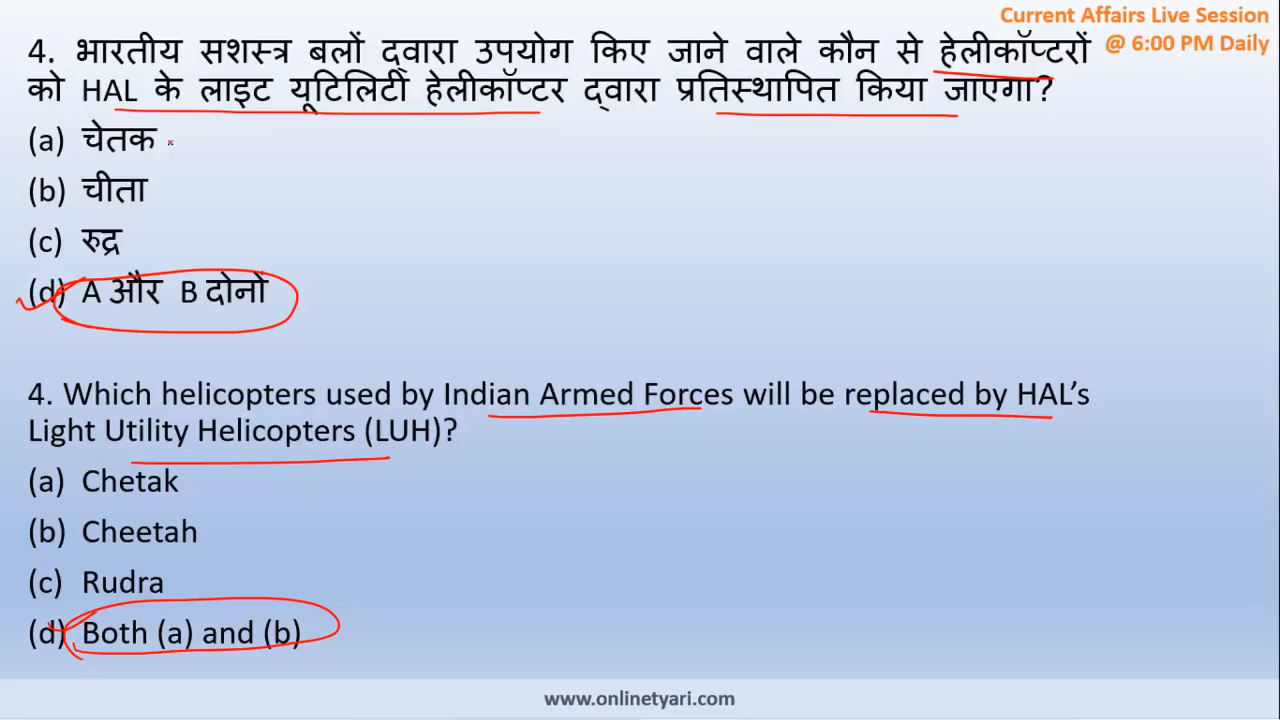 Current Affairs Live Session
@ 6:00 PM Daily
4. भारतीय सशस्त्र बलों द्वारा उपयोग किए जाने वाले कौन से हेलीकॉप्टरों
को HAL के लाइट यूटिलिटी हेलीकॉप्टर द्वारा प्रतिस्थापित किया जाएगा?
(a) चेतक
(b) चीता
(c) रुद्र
(d) A और B दोनों
4. Which helicopters used by Indian Armed Forces will be replaced by HAL’s
Light Utility Helicopters (LUH)?
(a) Chetak
(b) Cheetah
(c) Rudra
(d) Both (a) and (b)
www.onlinetyari.com